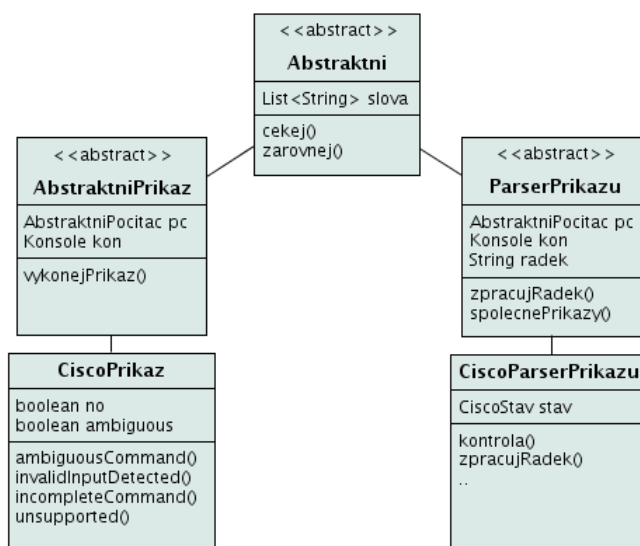 <<abstract>>
Abstraktni
List<String> slova
cekej()
zarovnej()
<<abstract>>
AbstraktniPrikaz
AbstraktniPocitac pc
Konsole kon
vykonejPrikaz()
<<abstract>>
ParserPrikazu
AbstraktniPocitac pc
Konsole kon
String radek
zpracujRadek()
spolecnePrikazy()
CiscoPrikaz
boolean no
boolean ambiguous
ambiguousCommand()
invalidInputDetected()
incompleteCommand()
unsupported()
CiscoParserPrikazu
CiscoStav stav
kontrola()
zpracujRadek()
..